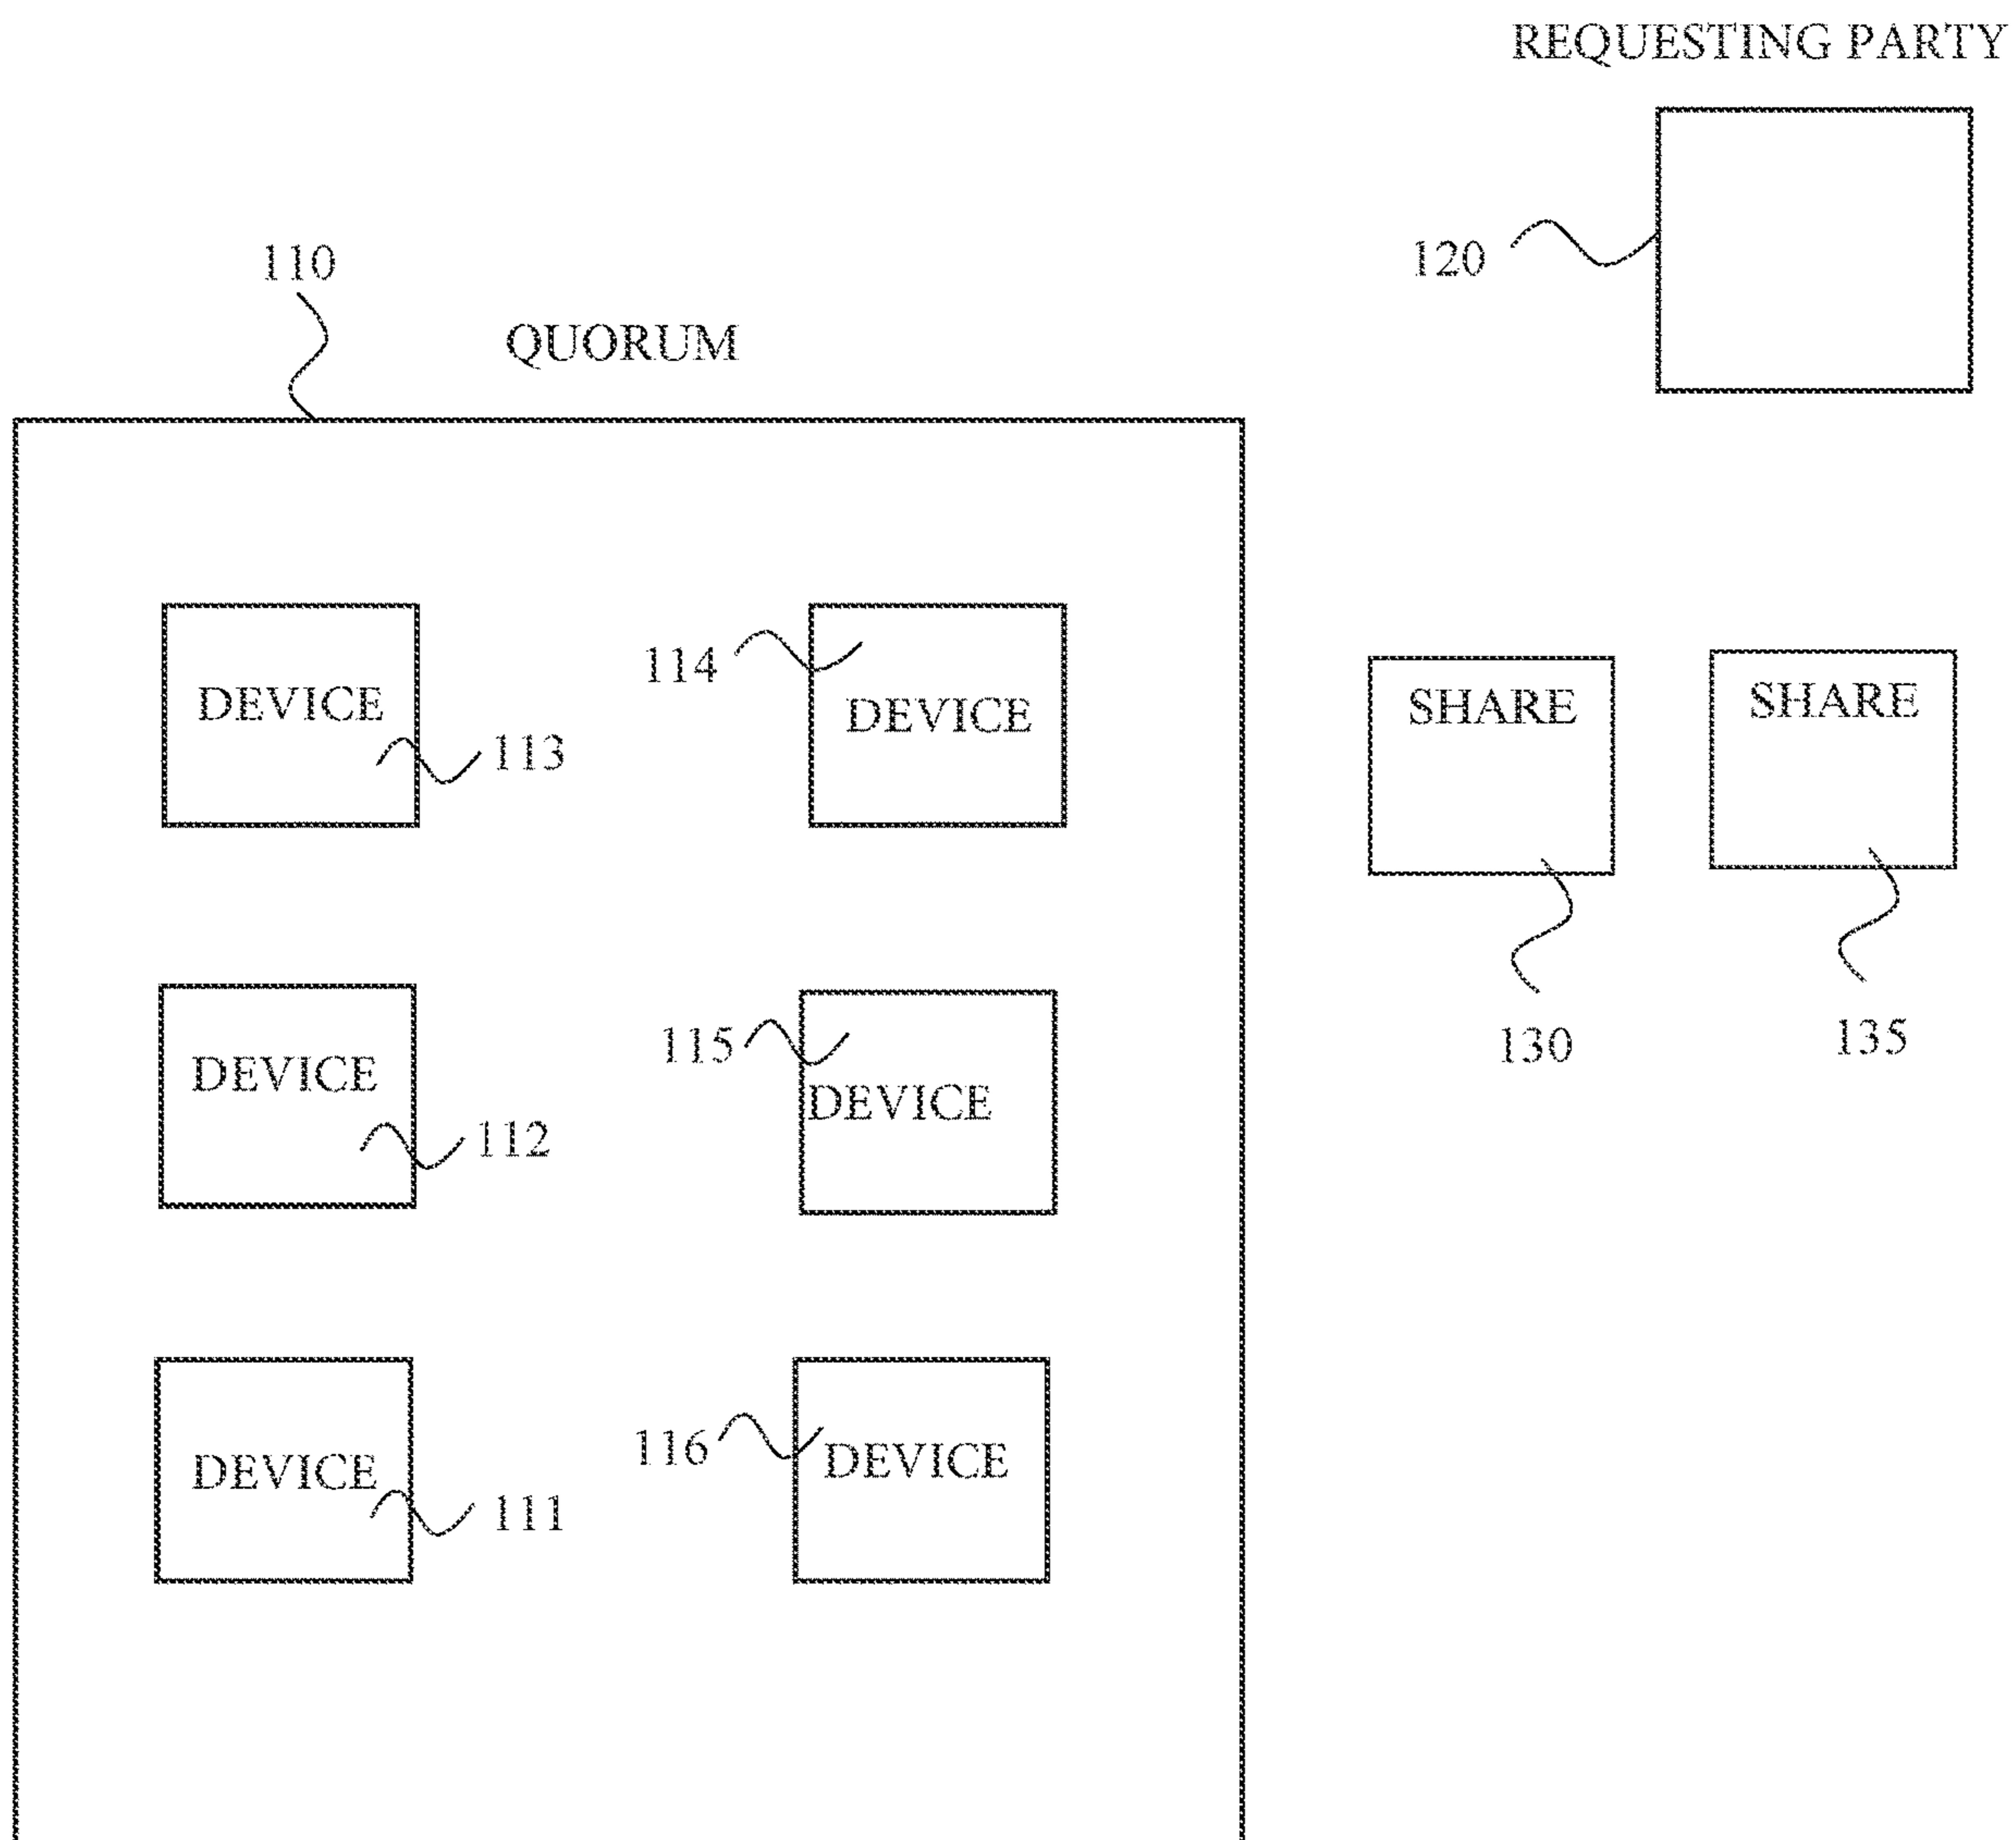 REQUESTING PARTY
120
110
QUORUM
DEVICE
113
114
DEVICE
SHARE
SHARE
130
135
DEVICE
112
115
DEVICE
DEVICE
111
116
DEVICE